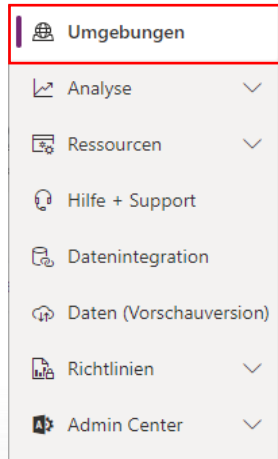 Umgebungen
Analyse
Ressourcen
Hilfe + Support
Datenintegration
Daten (Vorschauversion)
Richtlinien
Admin Center